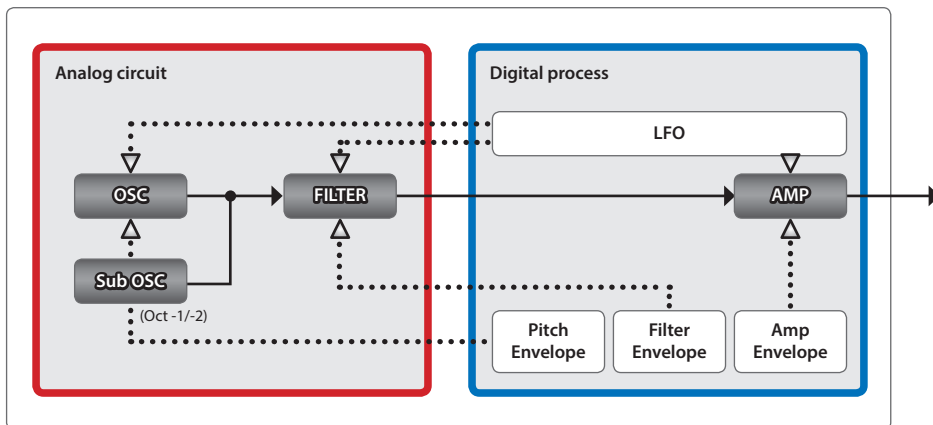 Analog circuit
Digital process
LFO
OSC
FILTER
AMP
Sub OSC
(Oct -1/-2)
Pitch
Envelope
Filter
Envelope
Amp
Envelope